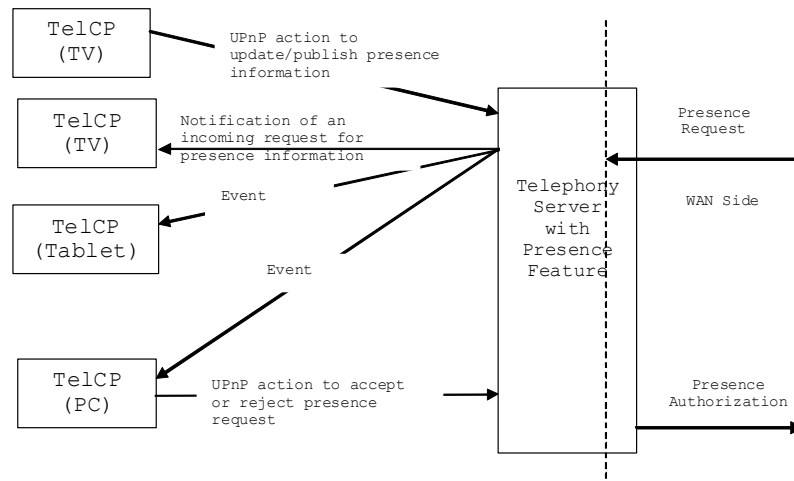 TelCP
(TV)
UPnP action to
update/publish presence
information
TelCP
(TV)
Notification of an
incoming request for
presence information
Presence
Request
Event
TelCP
(Tablet)
Telephony
Server
with
Presence
Feature
WAN Side
Event
TelCP
(PC)
UPnP action to accept
or reject presence
request
Presence
Authorization